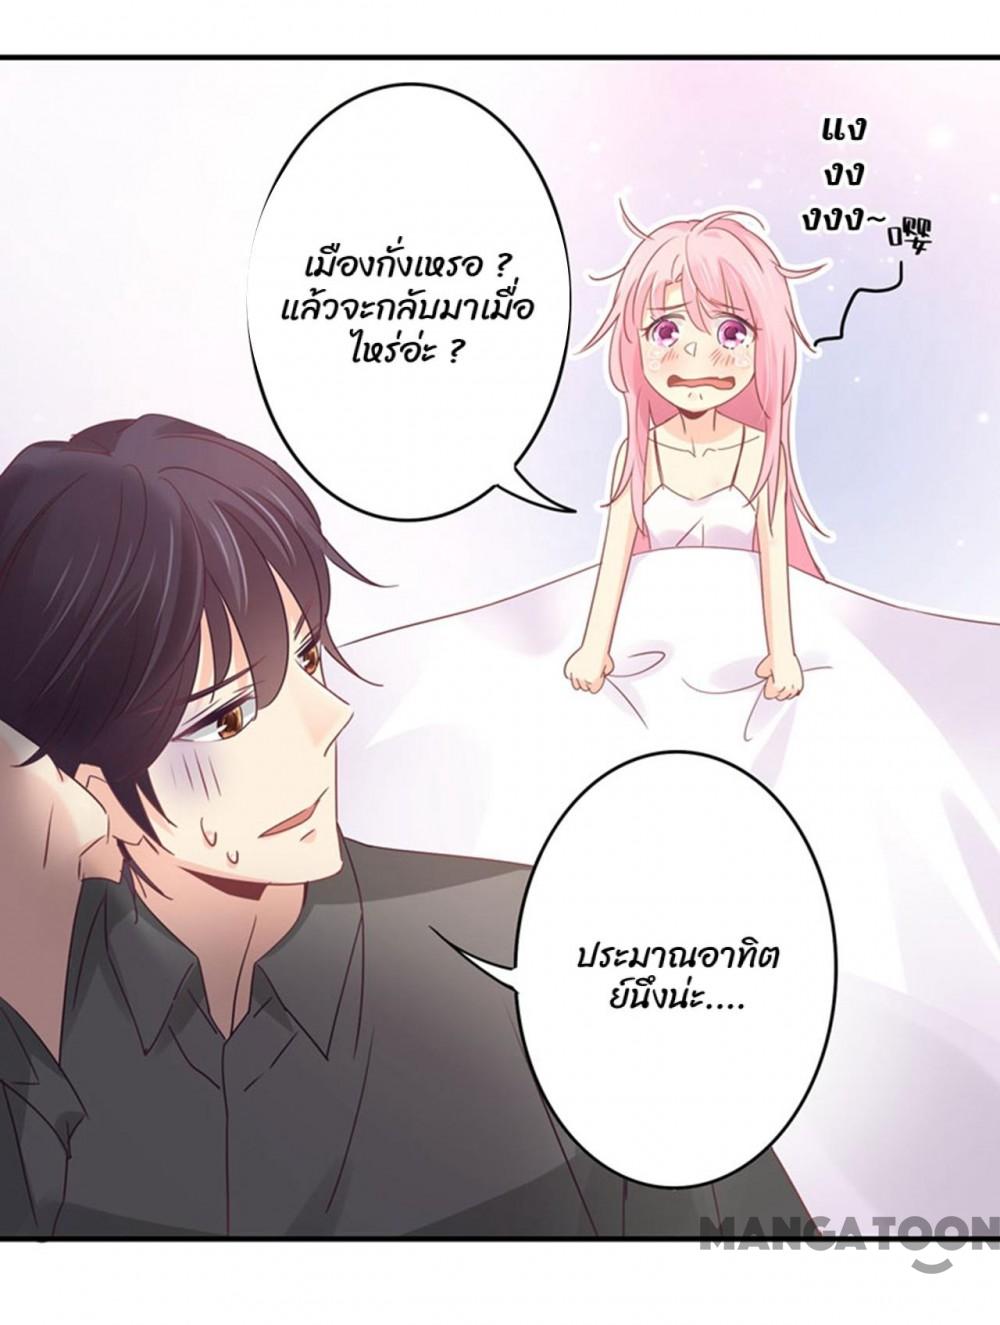 แง
งง
งงง~
嘤
เมืองกั่งเหรอ ?
แล้วจะกลับมาเมื่อ
ไหร่อ่ะ ?
ประมาณอาทิต
ย์นึงน่ะ....
MANGATOON